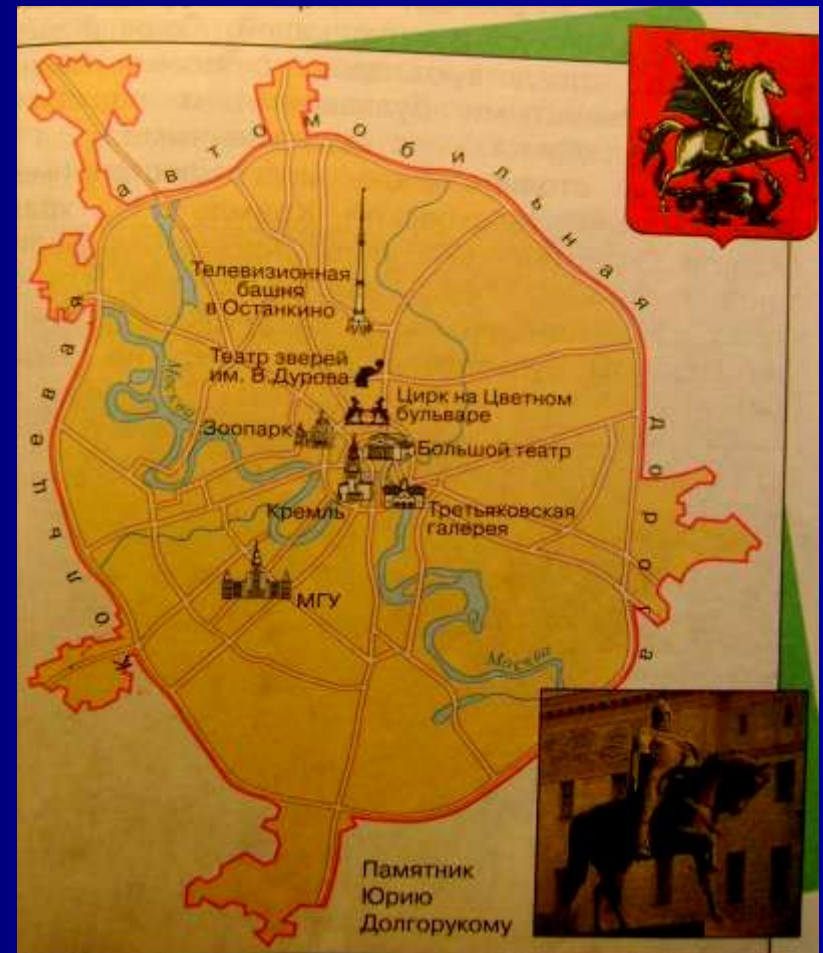 Кольцевая автомобильная дорога
Телевизионная
башня
в Останкино
Театр зверей
им. В. Дурова
Цирк на Цветном
бульваре
Зоопарк
Большой театр
Кремль
Третьяковская
галерея
МГУ
Москва
Москва
Памятник
Юрию
Долгорукому